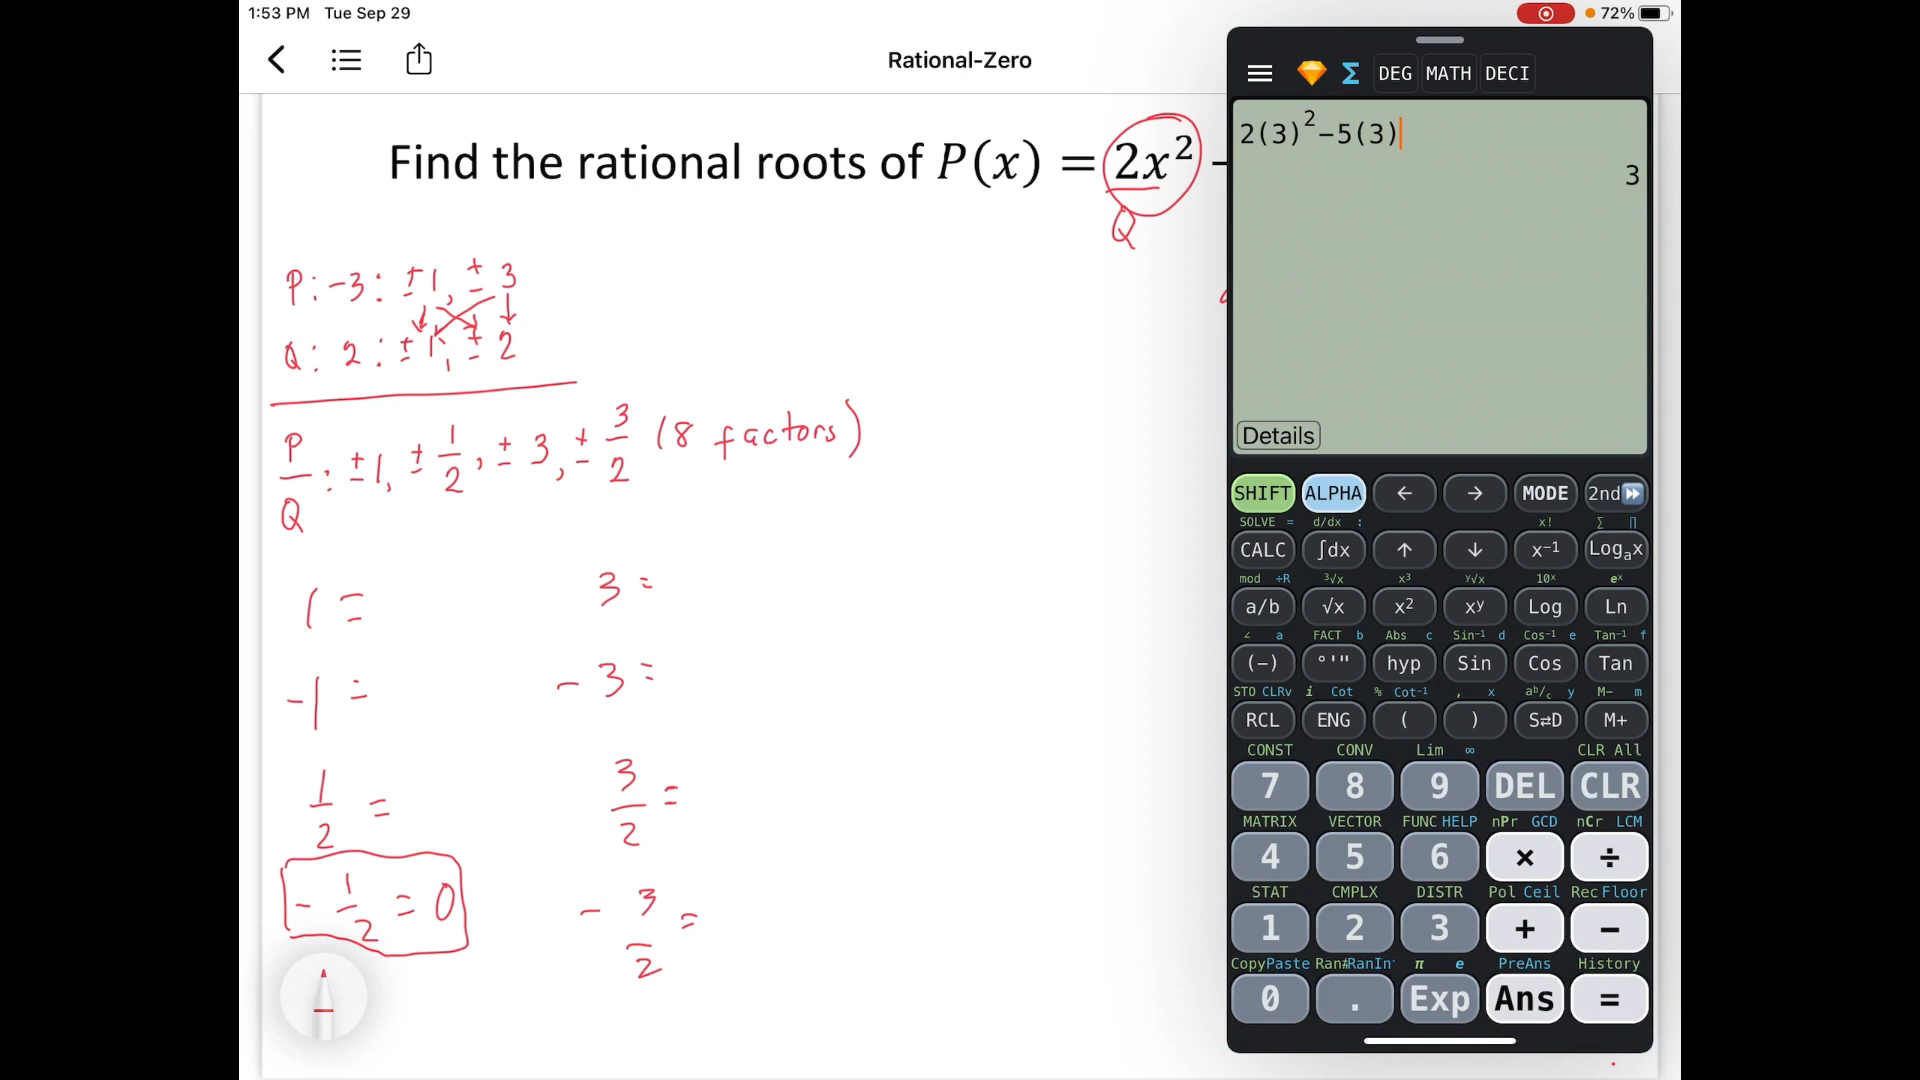 1:53 PM Tue Sep 29
72%
Rational-Zero
Find the rational roots of P(x) = 2x² −
Q
P: -3: ±1, ± 3
Q: 2: ±1, ± 2
P/Q: ±1, ± 1/2, ± 3, ± 3/2 (8 factors)
1 =
3 =
-1 =
- 3 =
1/2 =
3/2 =
- 1/2 = 0
- 3/2 =
DEG MATH DECI
2(3)²−5(3)
3
Details
SHIFT ALPHA ← → MODE 2nd
SOLVE = d/dx : x! ∑ ∏
CALC ∫dx ↑ ↓ x⁻¹ Logₐx
mod ÷R ³√x x³ ʸ√x 10ˣ eˣ
a/b √x x² xʸ Log Ln
∠ a FACT b Abs c Sin⁻¹ d Cos⁻¹ e Tan⁻¹ f
(−) °'" hyp Sin Cos Tan
STO CLRv i Cot % Cot⁻¹ , x aᵇ/c y M− m
RCL ENG ( ) S⇄D M+
CONST CONV Lim ∞ CLR All
7 8 9 DEL CLR
MATRIX VECTOR FUNC HELP nPr GCD nCr LCM
4 5 6 × ÷
STAT CMPLX DISTR Pol Ceil Rec Floor
1 2 3 + −
Copy Paste Ran# RanIn π e PreAns History
0 . Exp Ans =